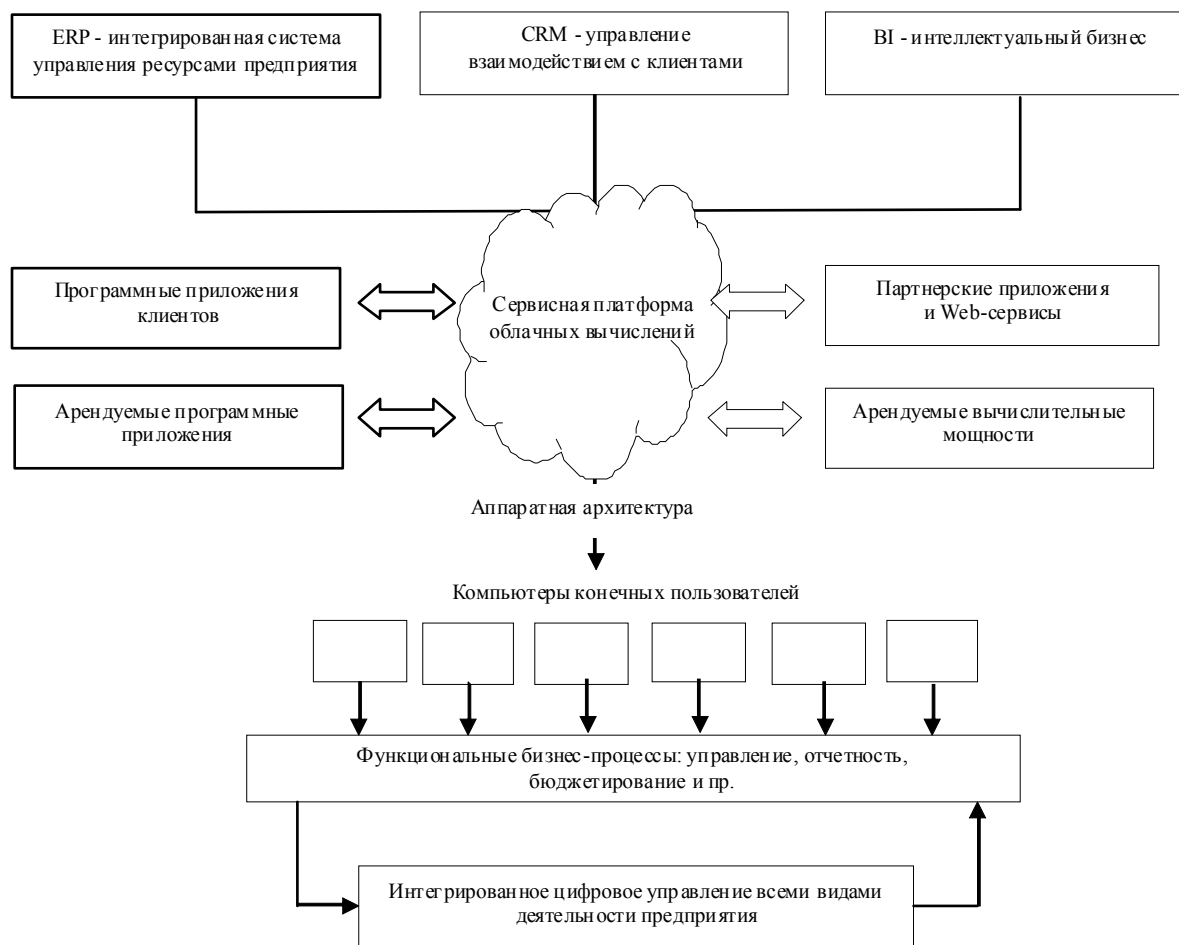 ERP - интегрированная система
управления ресурсами предприятия
CRM - управление
взаимодействием с клиентами
BI - интеллектуальный бизнес
Программные приложения
клиентов
Сервисная платформа
облачных вычислений
Партнерские приложения
и Web-сервисы
Арендуемые программные
приложения
Арендуемые вычислительные
мощности
Аппаратная архитектура
Компьютеры конечных пользователей
Функциональные бизнес-процессы: управление, отчетность,
бюджетирование и пр.
Интегрированное цифровое управление всеми видами
деятельности предприятия